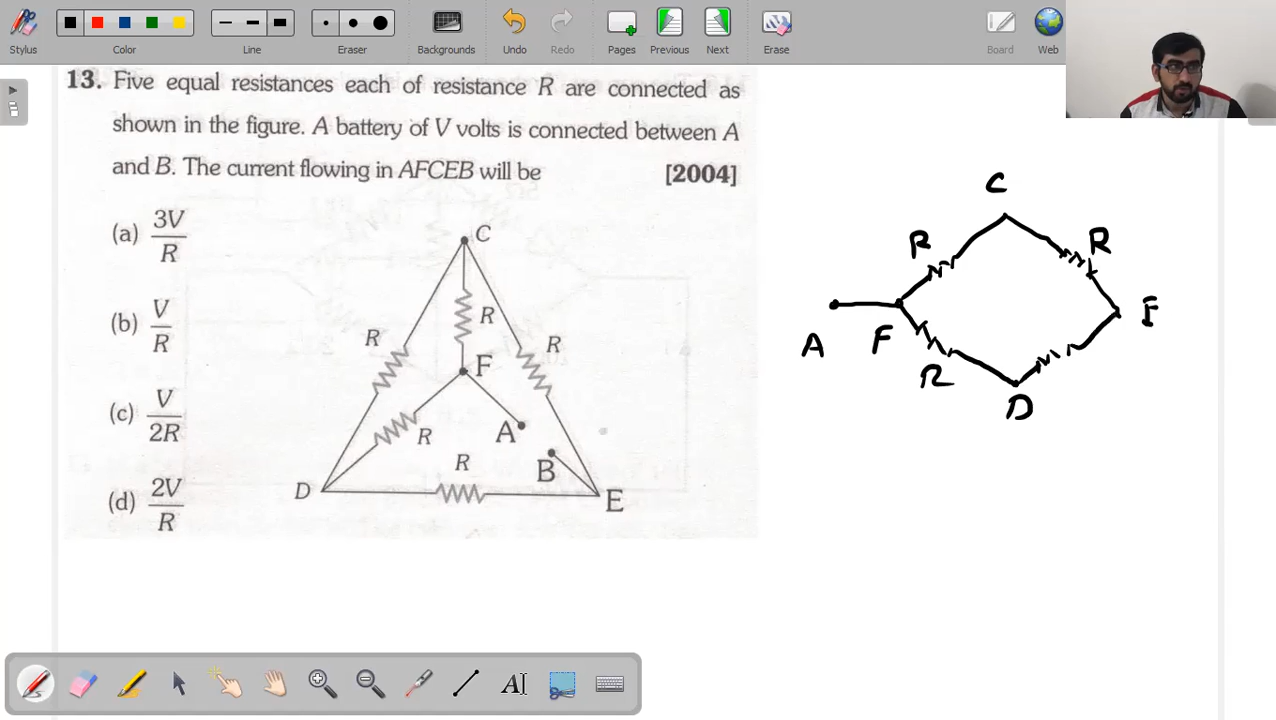 Stylus
Color
Line
Eraser
Backgrounds
Undo
Redo
Pages
Previous
Next
Erase
Board
Web
13. Five equal resistances each of resistance R are connected as
shown in the figure. A battery of V volts is connected between A
and B. The current flowing in AFCEB will be [2004]
(a) 3V/R
(b) V/R
(c) V/2R
(d) 2V/R
C
R
R
R
F
R
A
R
B
D
E
C
R
R
A
F
R
D
E
A